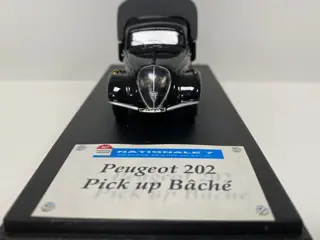 NATIONALE 7
Peugeot 202
Pick up Bâché